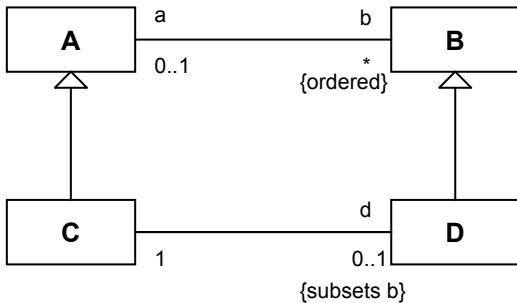 a b
A B
0..1 *
{ordered}
d
C D
1 0..1
{subsets b}